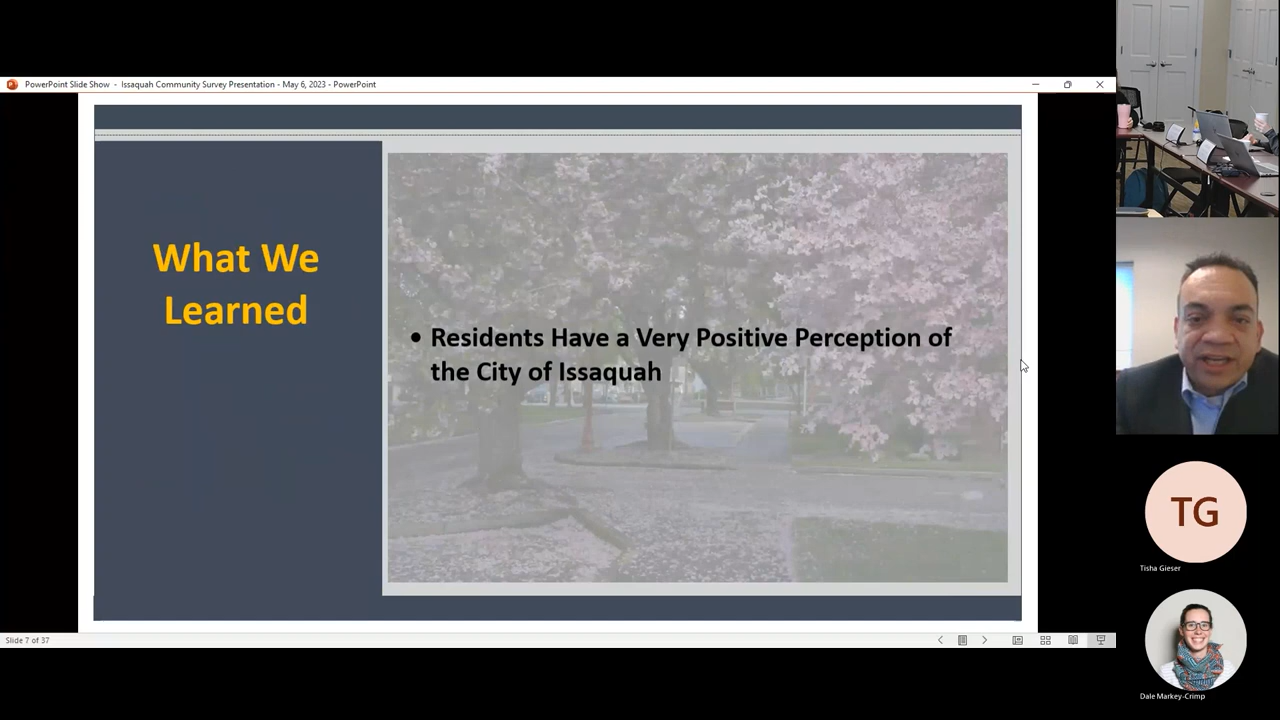 PowerPoint Slide Show - Issaquah Community Survey Presentation - May 6, 2023 - PowerPoint
What We
Learned
• Residents Have a Very Positive Perception of
the City of Issaquah
TG
Tisha Gieser
Dale Markey-Crimp
Slide 7 of 37